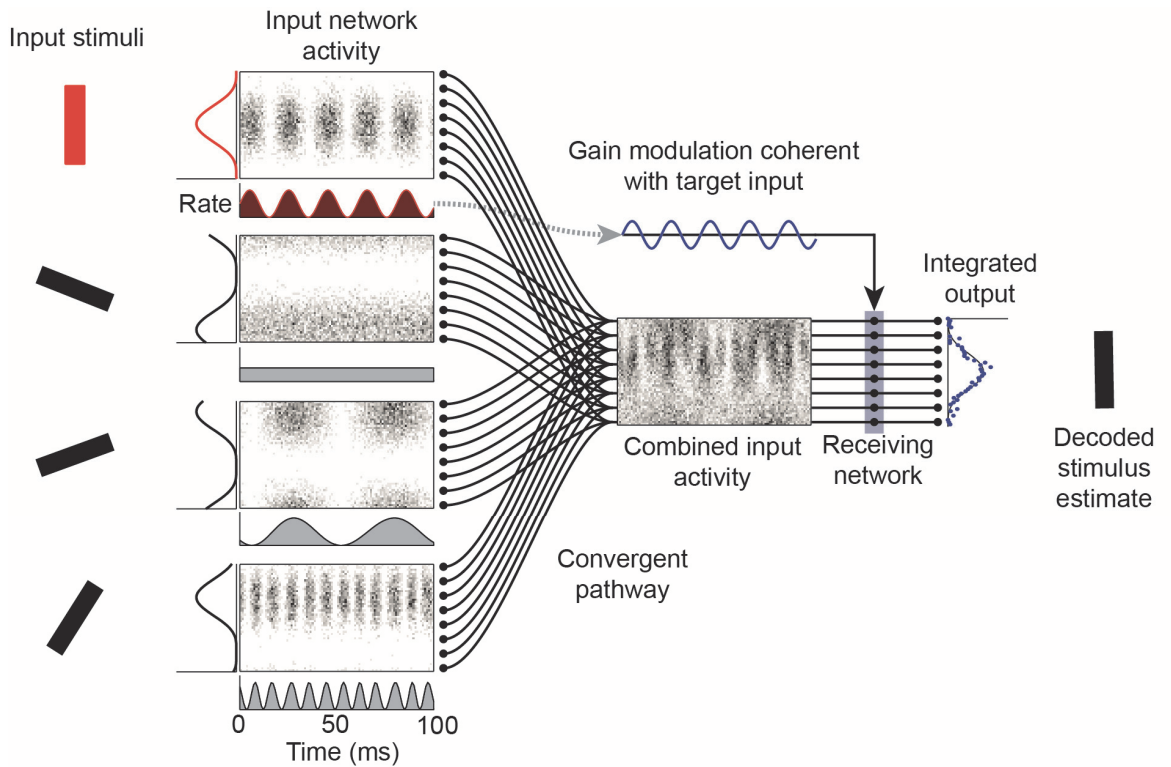 Input stimuli
Input network
activity
Rate
Gain modulation coherent
with target input
Integrated
output
Combined input
activity
Receiving
network
Decoded
stimulus
estimate
Convergent
pathway
0 50 100
Time (ms)